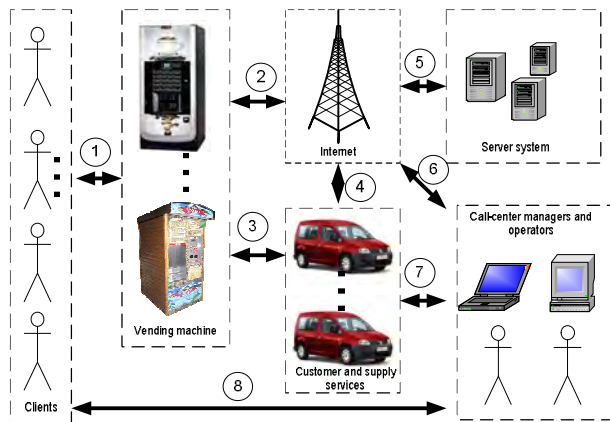 1
2
3
4
5
6
7
8
Internet
Server system
Call-center managers and
operators
Vending machine
Customer and supply
services
Clients